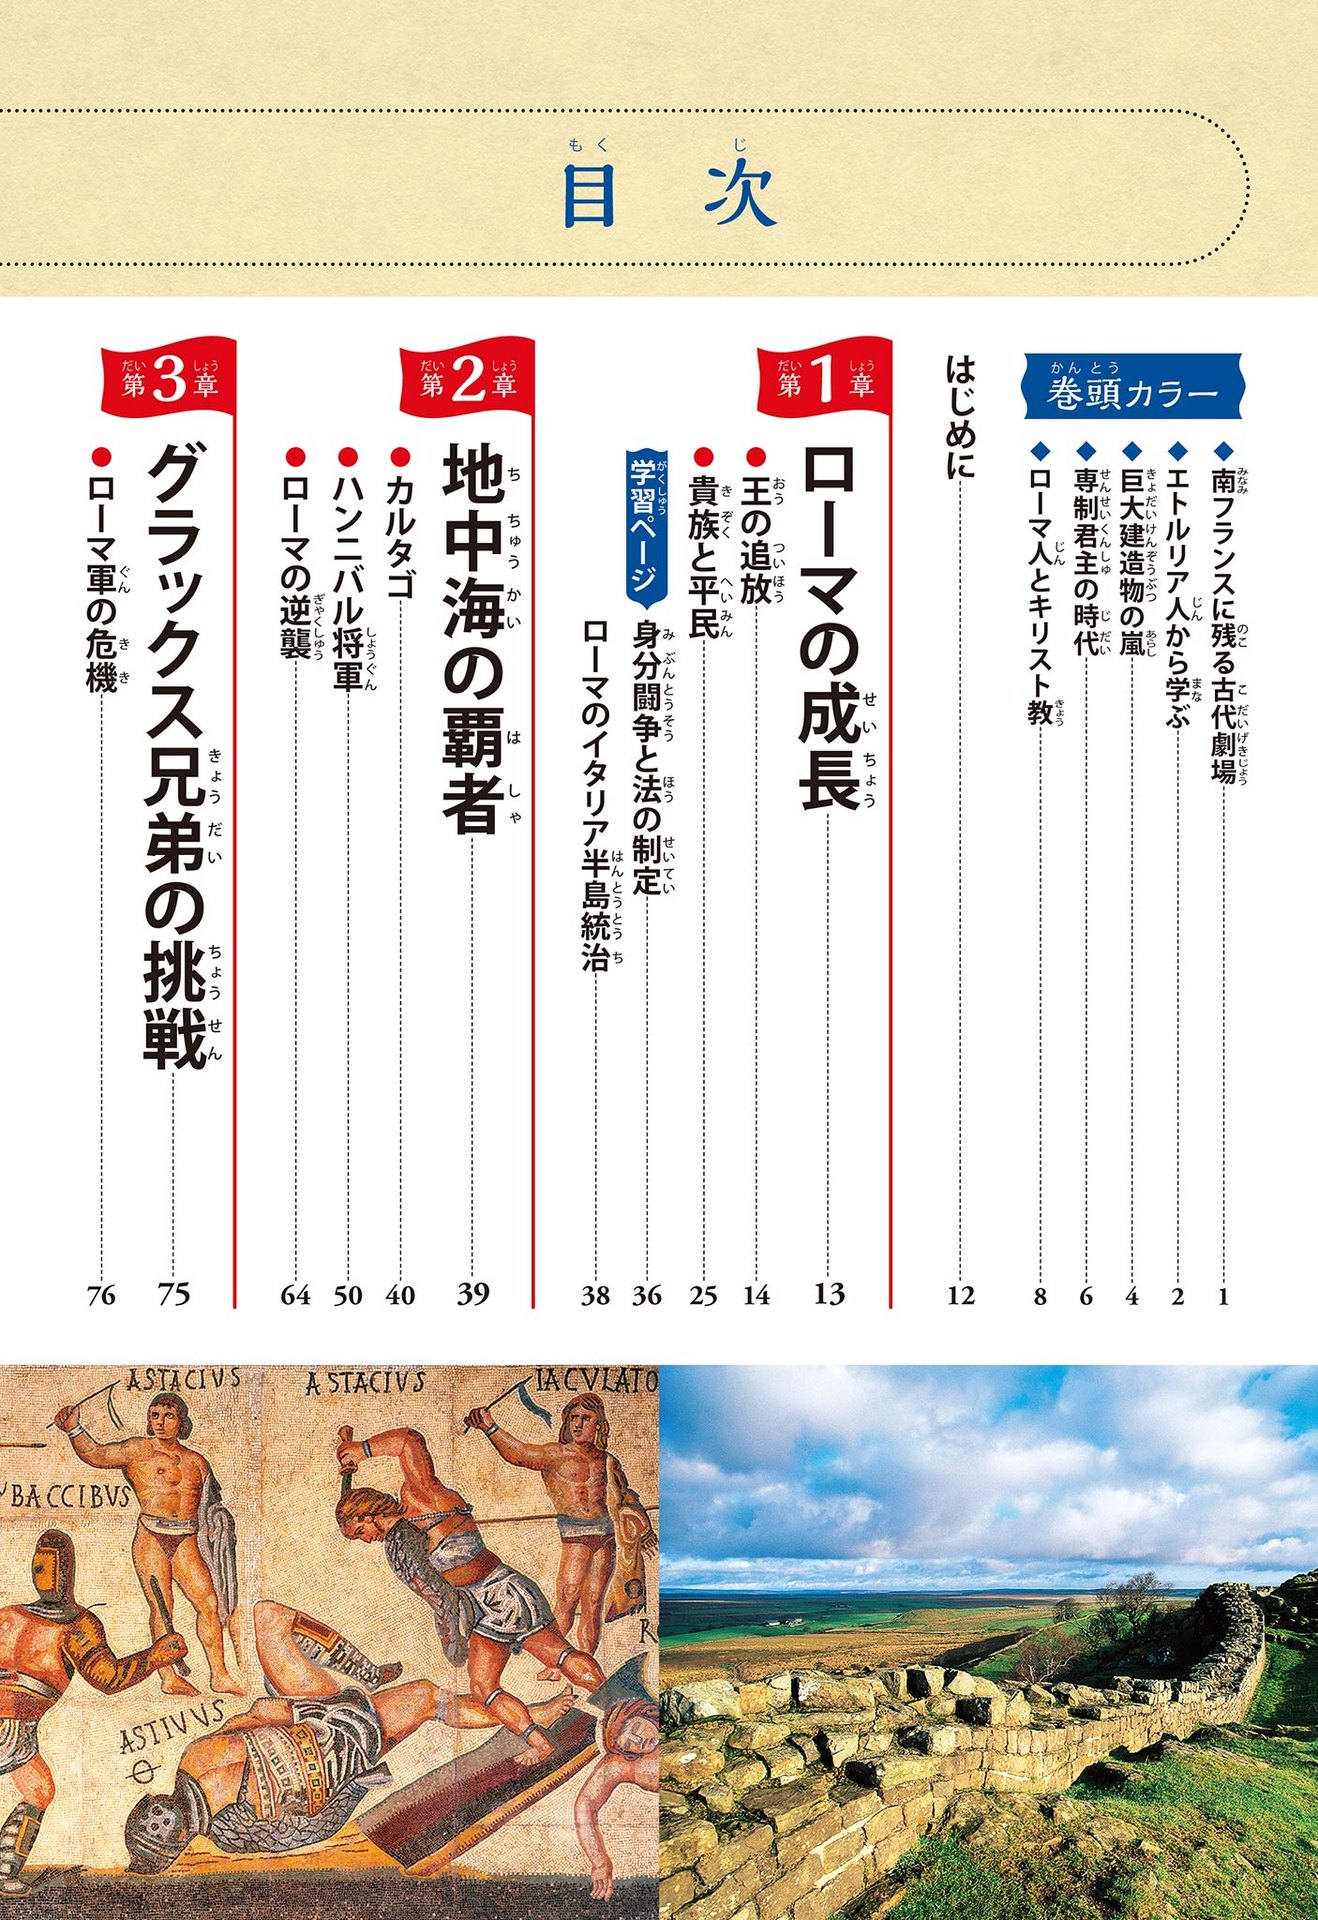 目次
巻頭カラー
南フランスに残る古代劇場 1
エトルリア人から学ぶ 2
巨大建造物の嵐 4
専制君主の時代 6
ローマ人とキリスト教 8
はじめに 12
第1章
ローマの成長 13
王の追放 14
貴族と平民 25
学習ページ
身分闘争と法の制定 36
ローマのイタリア半島統治 38
第2章
地中海の覇者 39
カルタゴ 40
ハンニバル将軍 50
ローマの逆襲 64
第3章
グラックス兄弟の挑戦 75
ローマ軍の危機 76
ASTACIVS
ASTACIVS
IACVLATO
YBACCIBVS
ASTIVVS
R